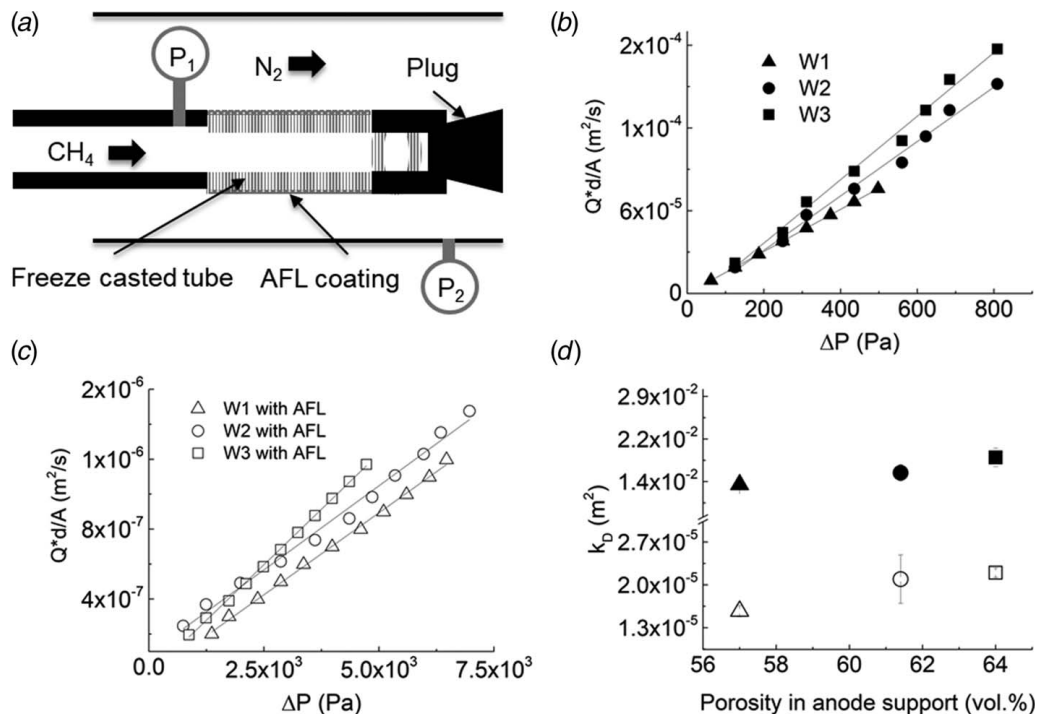 (a)
P₁
N₂
Plug
CH₄
Freeze casted tube
AFL coating
P₂
(b)
Q*d/A (m²/s)
2x10⁻⁴
1x10⁻⁴
6x10⁻⁵
0
W1
W2
W3
0 200 400 600 800
ΔP (Pa)
(c)
Q*d/A (m²/s)
2x10⁻⁶
1x10⁻⁶
8x10⁻⁷
4x10⁻⁷
W1 with AFL
W2 with AFL
W3 with AFL
0.0 2.5x10³ 5.0x10³ 7.5x10³
ΔP (Pa)
(d)
k_D (m²)
2.9x10⁻²
2.2x10⁻²
1.4x10⁻²
2.7x10⁻⁵
2.0x10⁻⁵
1.3x10⁻⁵
56 58 60 62 64
Porosity in anode support (vol.%)